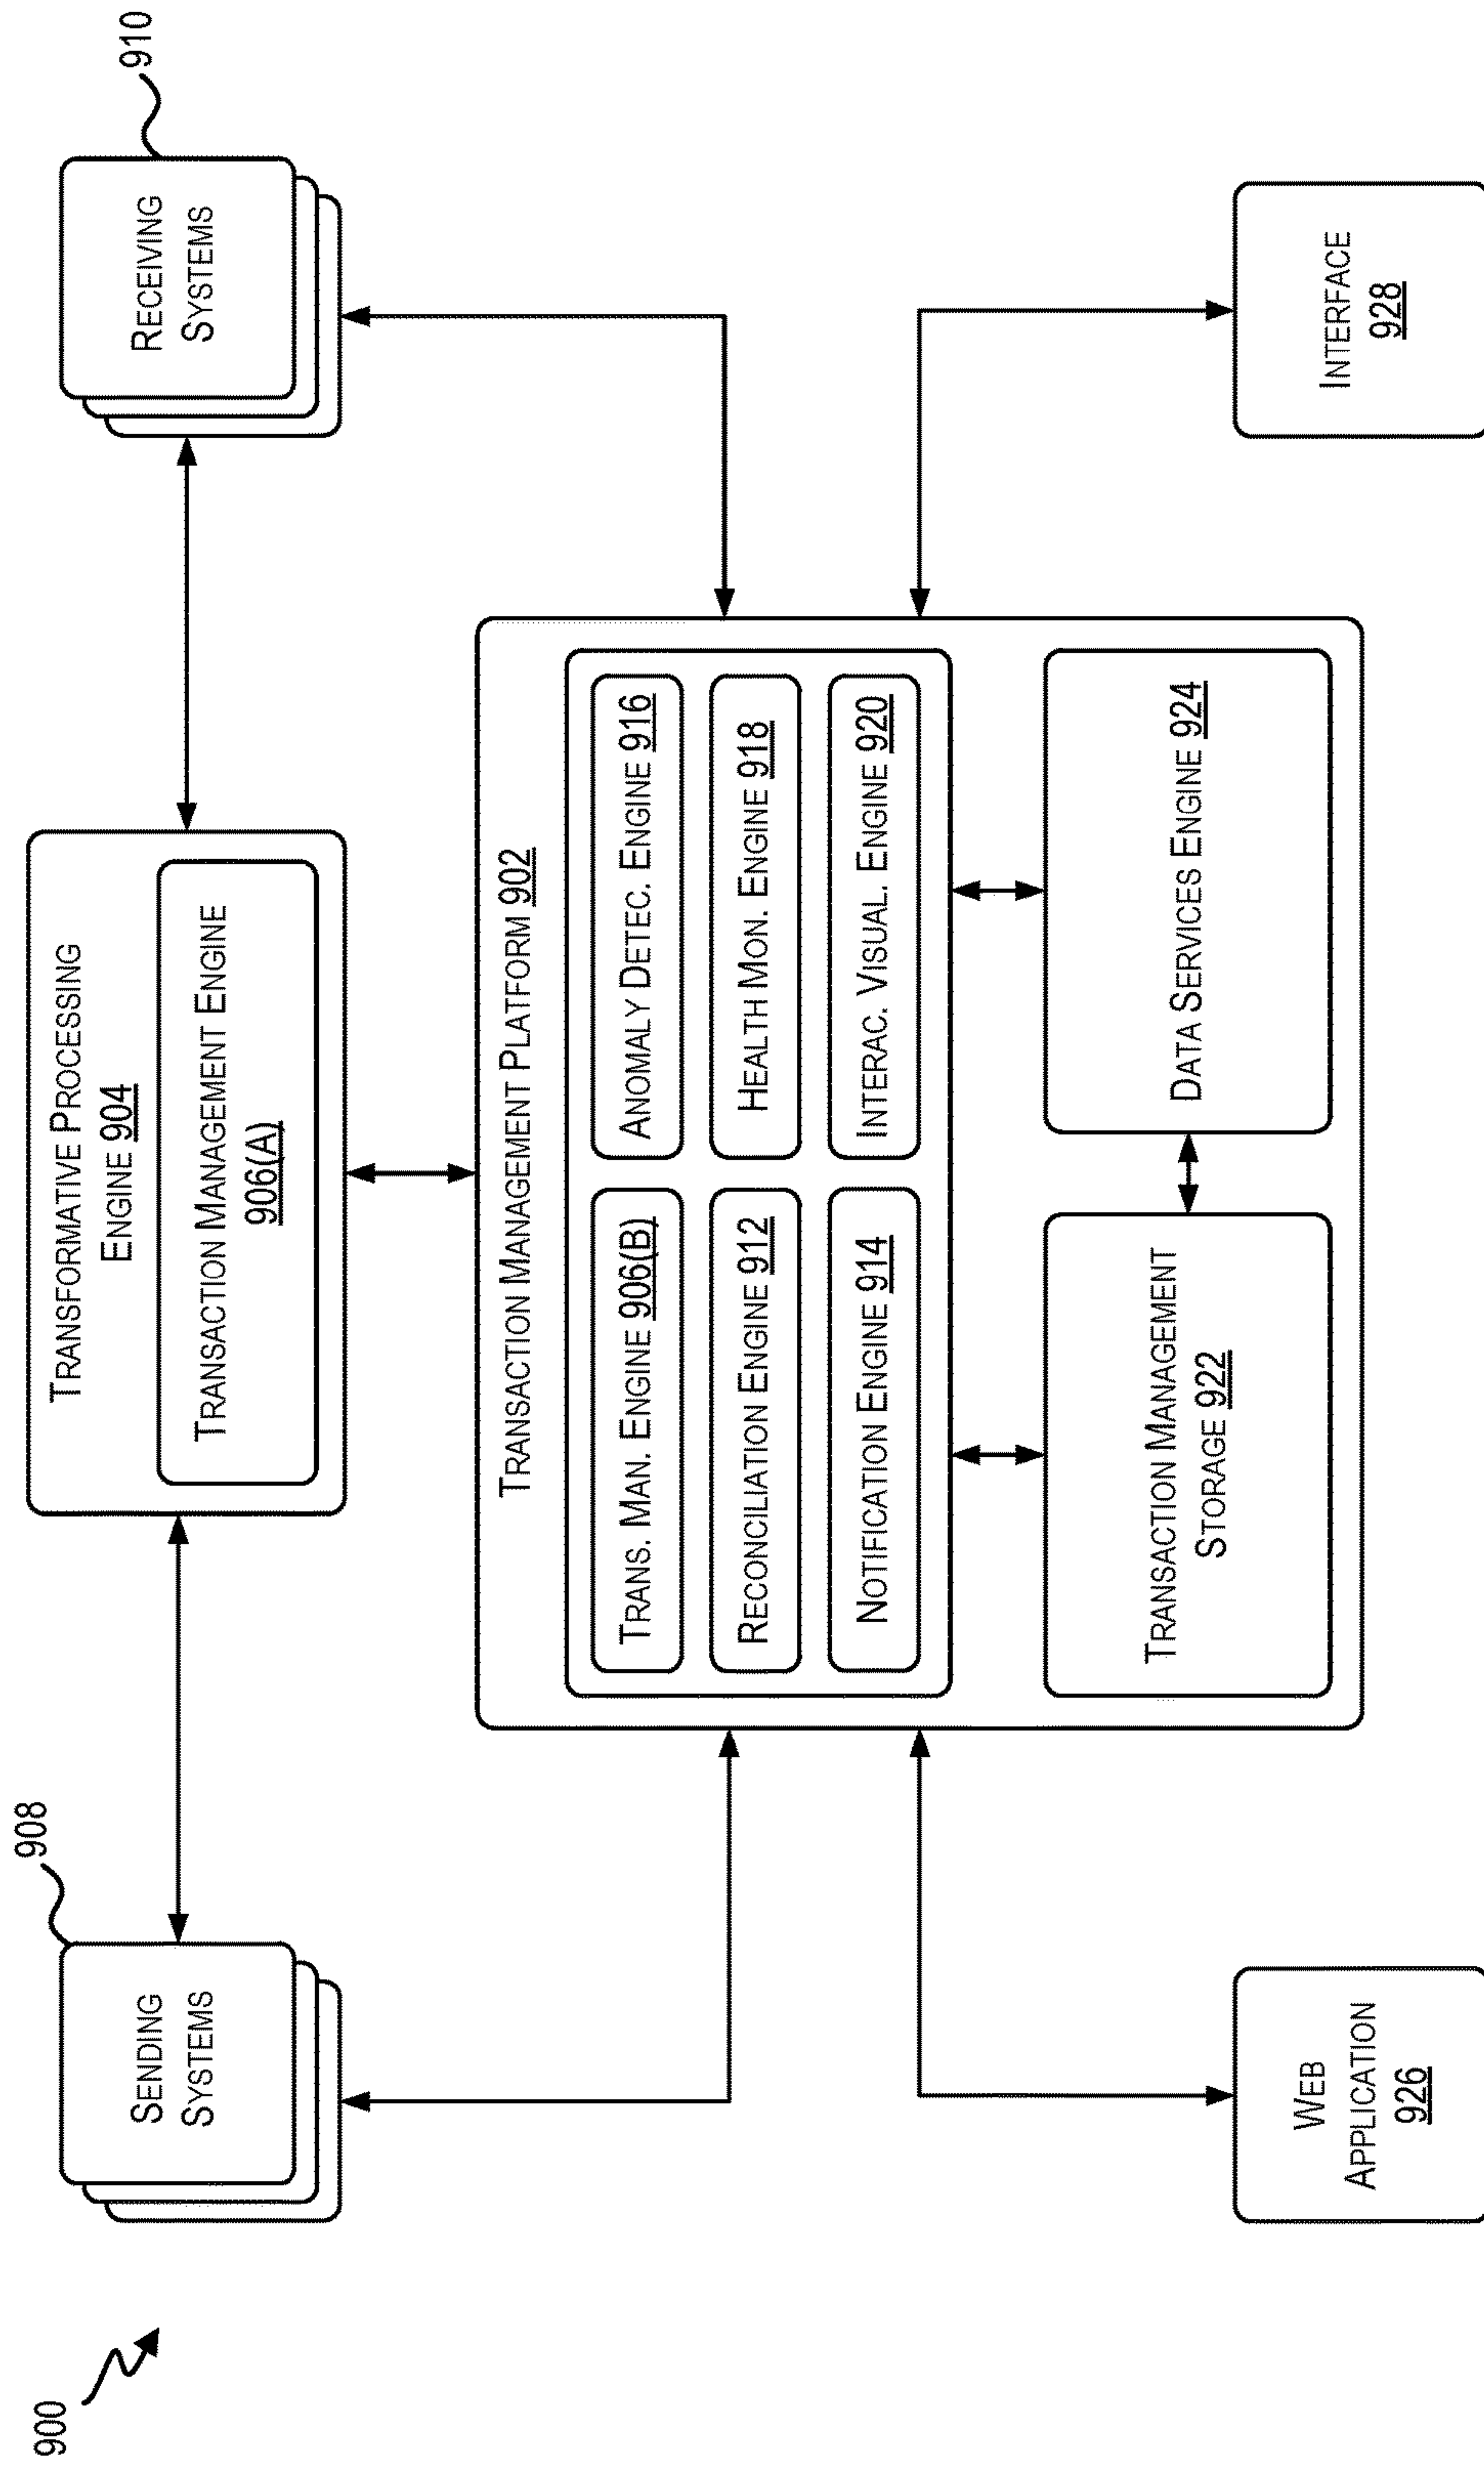 900
908
SENDING
SYSTEMS
TRANSFORMATIVE PROCESSING
ENGINE 904
TRANSACTION MANAGEMENT ENGINE
906(A)
910
RECEIVING
SYSTEMS
TRANSACTION MANAGEMENT PLATFORM 902
TRANS. MAN. ENGINE 906(B)
ANOMALY DETEC. ENGINE 916
RECONCILIATION ENGINE 912
HEALTH MON. ENGINE 918
NOTIFICATION ENGINE 914
INTERAC. VISUAL. ENGINE 920
TRANSACTION MANAGEMENT
STORAGE 922
DATA SERVICES ENGINE 924
WEB
APPLICATION
926
INTERFACE
928